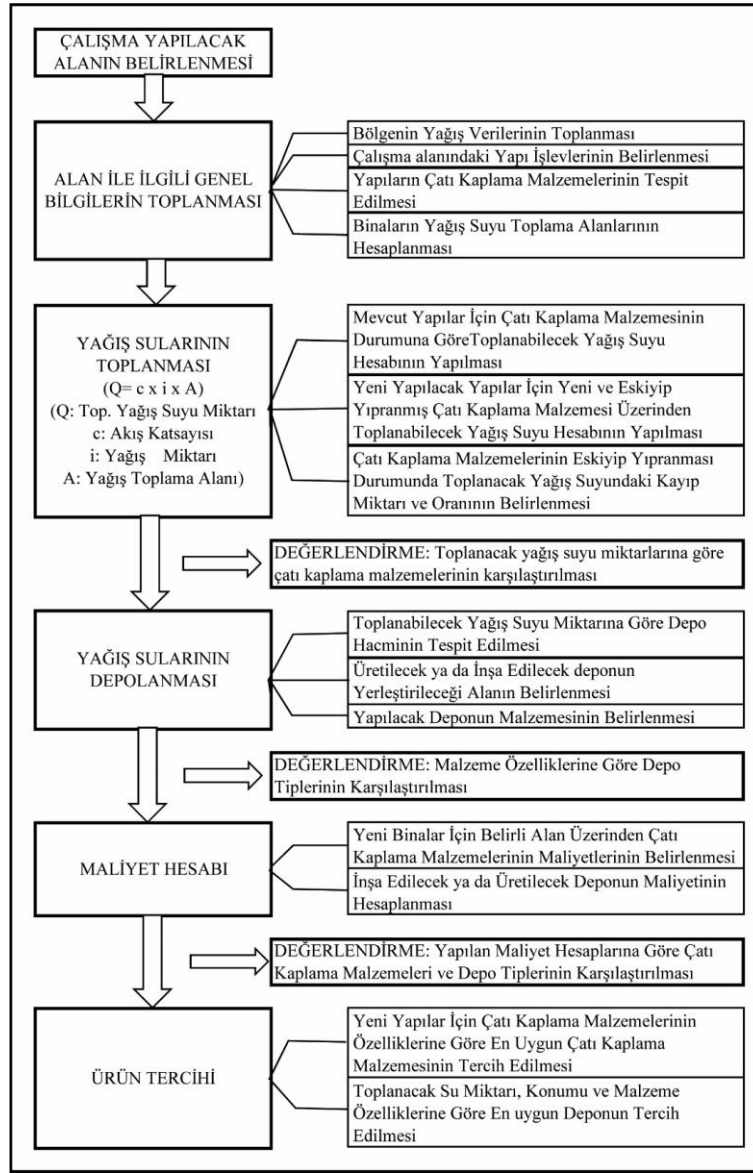 ÇALIŞMA YAPILACAK
ALANIN BELİRLENMESİ
ALAN İLE İLGİLİ GENEL
BİLGİLERİN TOPLANMASI
Bölgenin Yağış Verilerinin Toplanması
Çalışma alanındaki Yapı İşlevlerinin Belirlenmesi
Yapıların Çatı Kaplama Malzemelerinin Tespit
Edilmesi
Binaların Yağış Suyu Toplama Alanlarının
Hesaplanması
YAĞIŞ SULARININ
TOPLANMASI
(Q= c x i x A)
(Q: Top. Yağış Suyu Miktarı
c: Akış Katsayısı
i: Yağış Miktarı
A: Yağış Toplama Alanı)
Mevcut Yapılar İçin Çatı Kaplama Malzemesinin
Durumuna GöreToplanabilecek Yağış Suyu
Hesabının Yapılması
Yeni Yapılacak Yapılar İçin Yeni ve Eskiyip
Yıpranmış Çatı Kaplama Malzemesi Üzerinden
Toplanabilecek Yağış Suyu Hesabının Yapılması
Çatı Kaplama Malzemelerinin Eskiyip Yıpranması
Durumunda Toplanacak Yağış Suyundaki Kayıp
Miktarı ve Oranının Belirlenmesi
DEĞERLENDİRME: Toplanacak yağış suyu miktarlarına göre
çatı kaplama malzemelerinin karşılaştırılması
YAĞIŞ SULARININ
DEPOLANMASI
Toplanabilecek Yağış Suyu Miktarına Göre Depo
Hacminin Tespit Edilmesi
Üretilecek ya da İnşa Edilecek deponun
Yerleştirileceği Alanın Belirlenmesi
Yapılacak Deponun Malzemesinin Belirlenmesi
DEĞERLENDİRME: Malzeme Özelliklerine Göre Depo
Tiplerinin Karşılaştırılması
MALİYET HESABI
Yeni Binalar İçin Belirli Alan Üzerinden Çatı
Kaplama Malzemelerinin Maliyetlerinin Belirlenmesi
İnşa Edilecek ya da Üretilecek Deponun Maliyetinin
Hesaplanması
DEĞERLENDİRME: Yapılan Maliyet Hesaplarına Göre Çatı
Kaplama Malzemeleri ve Depo Tiplerinin Karşılaştırılması
ÜRÜN TERCİHİ
Yeni Yapılar İçin Çatı Kaplama Malzemelerinin
Özelliklerine Göre En Uygun Çatı Kaplama
Malzemesinin Tercih Edilmesi
Toplanacak Su Miktarı, Konumu ve Malzeme
Özelliklerine Göre En uygun Deponun Tercih
Edilmesi